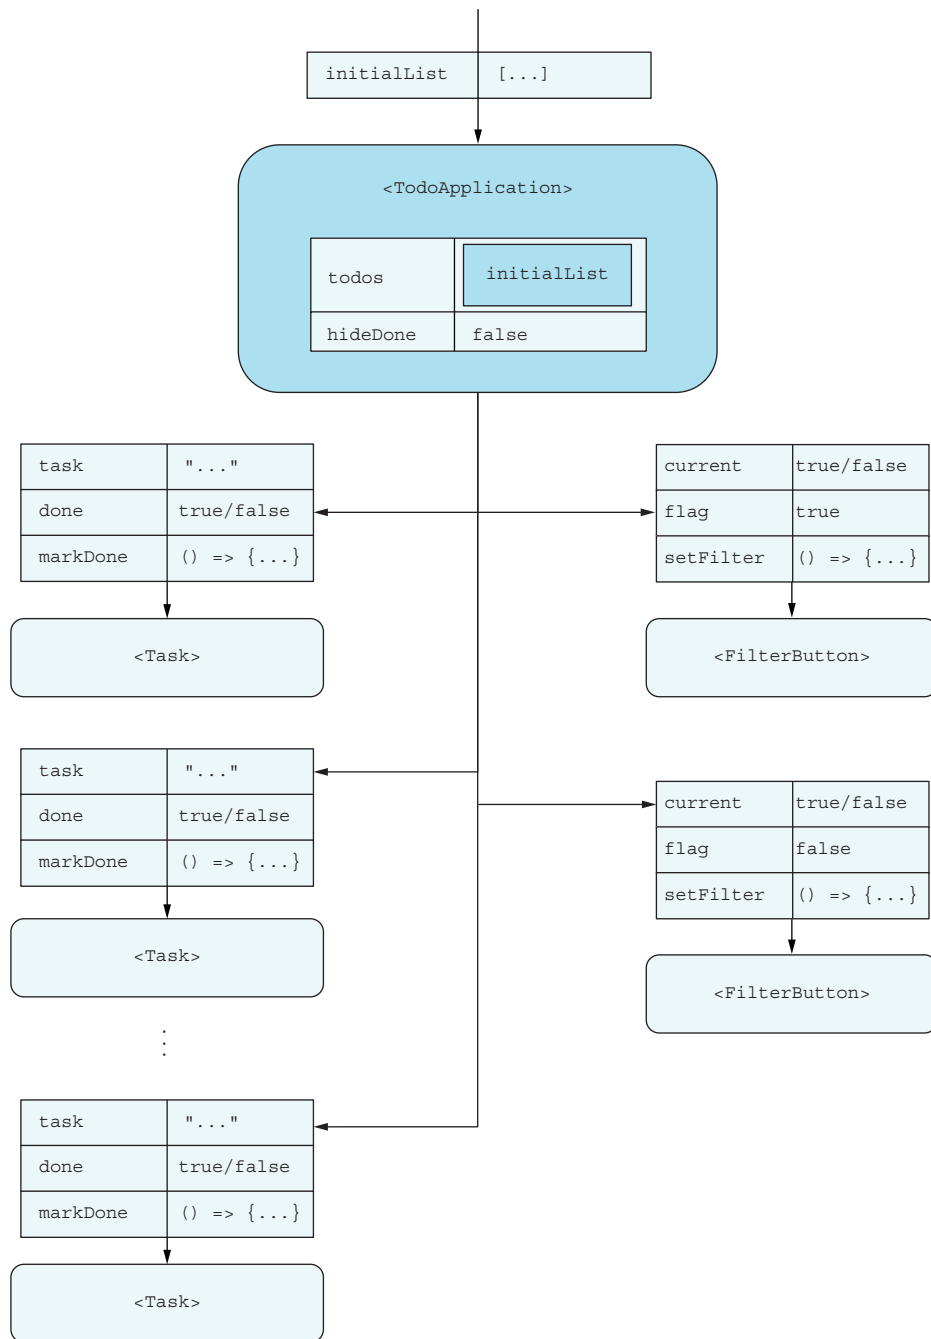 initialList [...]
<TodoApplication>
todos initialList
hideDone false
task "..."
done true/false
markDone () => {...}
<Task>
current true/false
flag true
setFilter () => {...}
<FilterButton>
task "..."
done true/false
markDone () => {...}
<Task>
current true/false
flag false
setFilter () => {...}
<FilterButton>
task "..."
done true/false
markDone () => {...}
<Task>